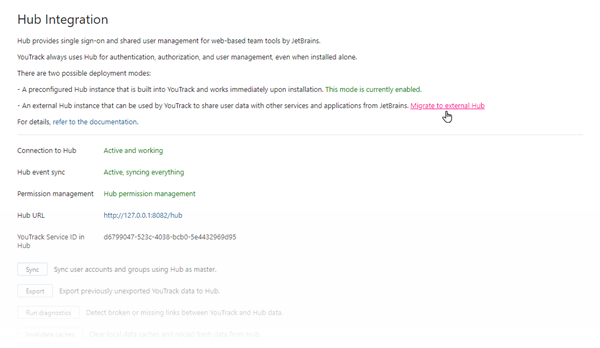 Hub Integration
Hub provides single sign-on and shared user management for web-based team tools by JetBrains.
YouTrack always uses Hub for authentication, authorization, and user management, even when installed alone.
There are two possible deployment modes:
- A preconfigured Hub instance that is built into YouTrack and works immediately upon installation. This mode is currently enabled.
- An external Hub instance that can be used by YouTrack to share user data with other services and applications from JetBrains. Migrate to external Hub
For details, refer to the documentation.
Connection to Hub Active and working
Hub event sync Active, syncing everything
Permission management Hub permission management
Hub URL http://127.0.0.1:8082/hub
YouTrack Service ID in Hub d6799047-523c-4038-bcb0-5e4432969d95
Sync Sync user accounts and groups using Hub as master.
Export Export previously unexported YouTrack data to Hub.
Run diagnostics Detect broken or missing links between YouTrack and Hub data.